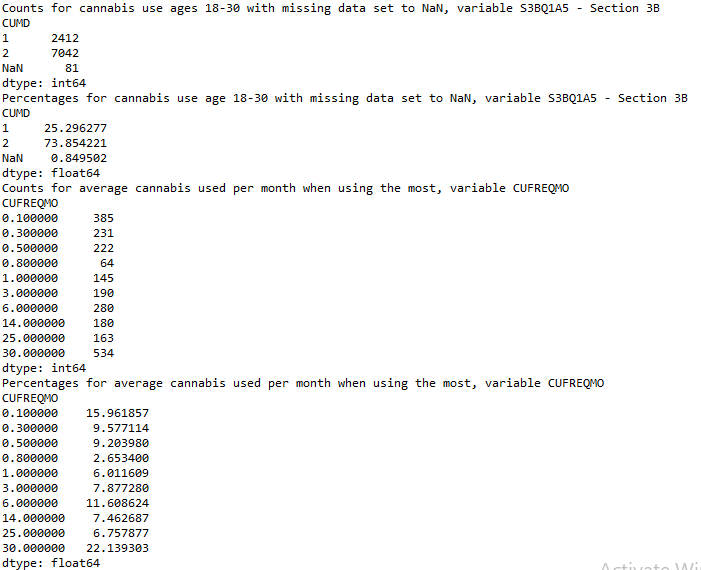 Counts for cannabis use ages 18-30 with missing data set to NaN, variable S3BQ1A5 - Section 3B
CUMD
1      2412
2      7042
NaN      81
dtype: int64
Percentages for cannabis use age 18-30 with missing data set to NaN, variable S3BQ1A5 - Section 3B
CUMD
1     25.296277
2     73.854221
NaN    0.849502
dtype: float64
Counts for average cannabis used per month when using the most, variable CUFREQMO
CUFREQMO
0.100000     385
0.300000     231
0.500000     222
0.800000      64
1.000000     145
3.000000     190
6.000000     280
14.000000    180
25.000000    163
30.000000    534
dtype: int64
Percentages for average cannabis used per month when using the most, variable CUFREQMO
CUFREQMO
0.100000    15.961857
0.300000     9.577114
0.500000     9.203980
0.800000     2.653400
1.000000     6.011609
3.000000     7.877280
6.000000    11.608624
14.000000    7.462687
25.000000    6.757877
30.000000   22.139303
dtype: float64